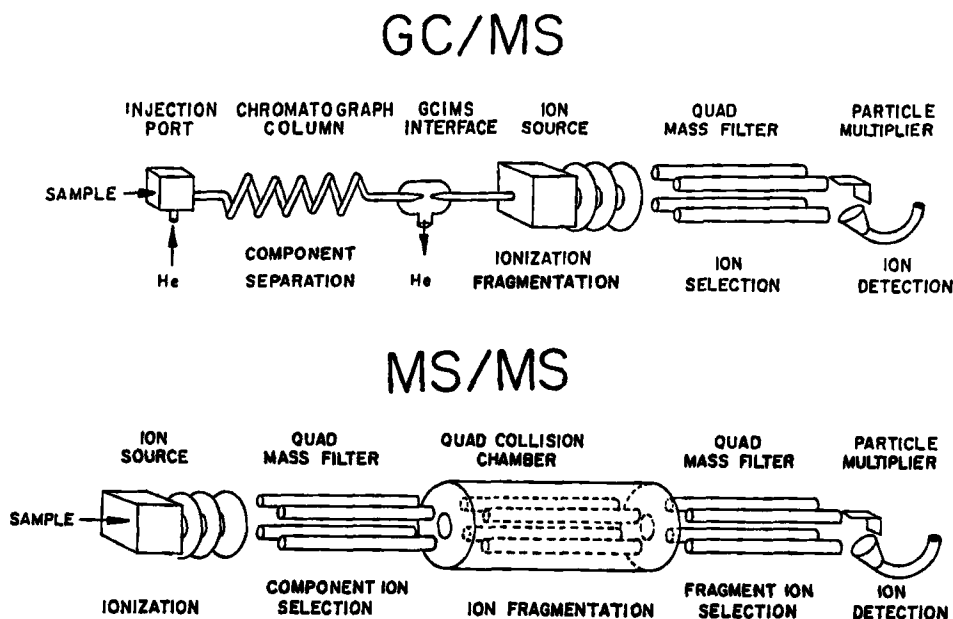 GC/MS
INJECTION PORT
CHROMATOGRAPH COLUMN
GCIMS INTERFACE
ION SOURCE
QUAD MASS FILTER
PARTICLE MULTIPLIER
SAMPLE
He
COMPONENT SEPARATION
He
IONIZATION FRAGMENTATION
ION SELECTION
ION DETECTION
MS/MS
ION SOURCE
QUAD MASS FILTER
QUAD COLLISION CHAMBER
QUAD MASS FILTER
PARTICLE MULTIPLIER
SAMPLE
IONIZATION
COMPONENT ION SELECTION
ION FRAGMENTATION
FRAGMENT ION SELECTION
ION DETECTION